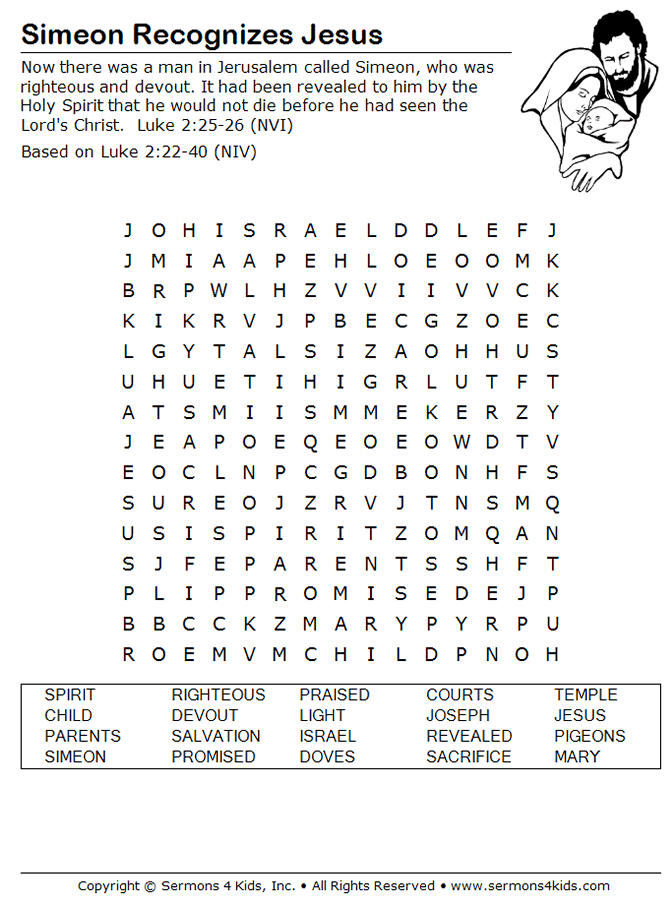 Simeon Recognizes Jesus
Now there was a man in Jerusalem called Simeon, who was
righteous and devout. It had been revealed to him by the
Holy Spirit that he would not die before he had seen the
Lord's Christ. Luke 2:25-26 (NVI)
Based on Luke 2:22-40 (NIV)
J O H I S R A E L D D L E F J
J M I A A P E H L O E O O M K
B R P W L H Z V V I I V V C K
K I K R V J P B E C G Z O E C
L G Y T A L S I Z A O H H U S
U H U E T I H I G R L U T F T
A T S M I I S M M E K E R Z Y
J E A P O E Q E O E O W D T V
E O C L N P C G D B O N H F S
S U R E O J Z R V J T N S M Q
U S I S P I R I T Z O M Q A N
S J F E P A R E N T S S H F T
P L I P P R O M I S E D E J P
B B C C K Z M A R Y P Y R P U
R O E M V M C H I L D P N O H
SPIRIT RIGHTEOUS PRAISED COURTS TEMPLE
CHILD DEVOUT LIGHT JOSEPH JESUS
PARENTS SALVATION ISRAEL REVEALED PIGEONS
SIMEON PROMISED DOVES SACRIFICE MARY
Copyright © Sermons 4 Kids, Inc. • All Rights Reserved • www.sermons4kids.com